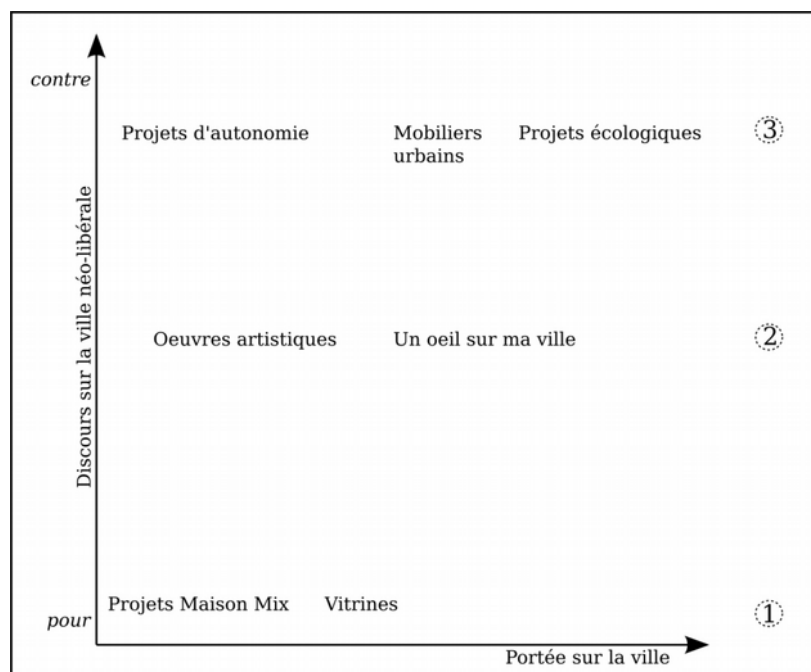 contre
Projets d'autonomie
Mobiliers
urbains
Projets écologiques
3
Discours sur la ville néo-libérale
Oeuvres artistiques
Un oeil sur ma ville
2
Projets Maison Mix
Vitrines
1
pour
Portée sur la ville